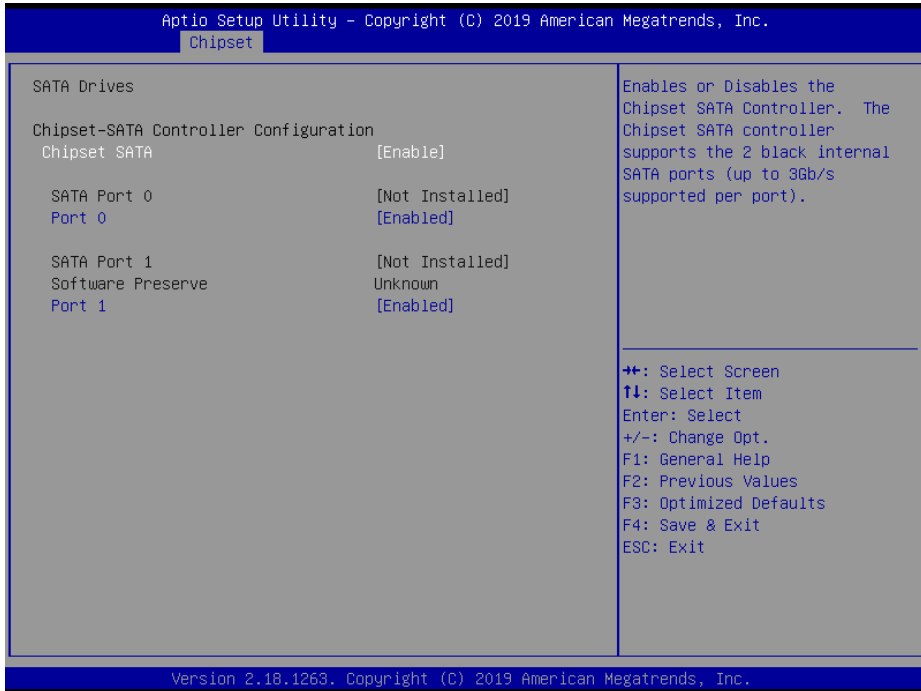 Aptio Setup Utility – Copyright (C) 2019 American Megatrends, Inc.
Chipset
SATA Drives
Chipset-SATA Controller Configuration
Chipset SATA [Enable]
SATA Port 0 [Not Installed]
Port 0 [Enabled]
SATA Port 1 [Not Installed]
Software Preserve Unknown
Port 1 [Enabled]
Enables or Disables the
Chipset SATA Controller. The
Chipset SATA controller
supports the 2 black internal
SATA ports (up to 3Gb/s
supported per port).
→←: Select Screen
↑↓: Select Item
Enter: Select
+/-: Change Opt.
F1: General Help
F2: Previous Values
F3: Optimized Defaults
F4: Save & Exit
ESC: Exit
Version 2.18.1263. Copyright (C) 2019 American Megatrends, Inc.